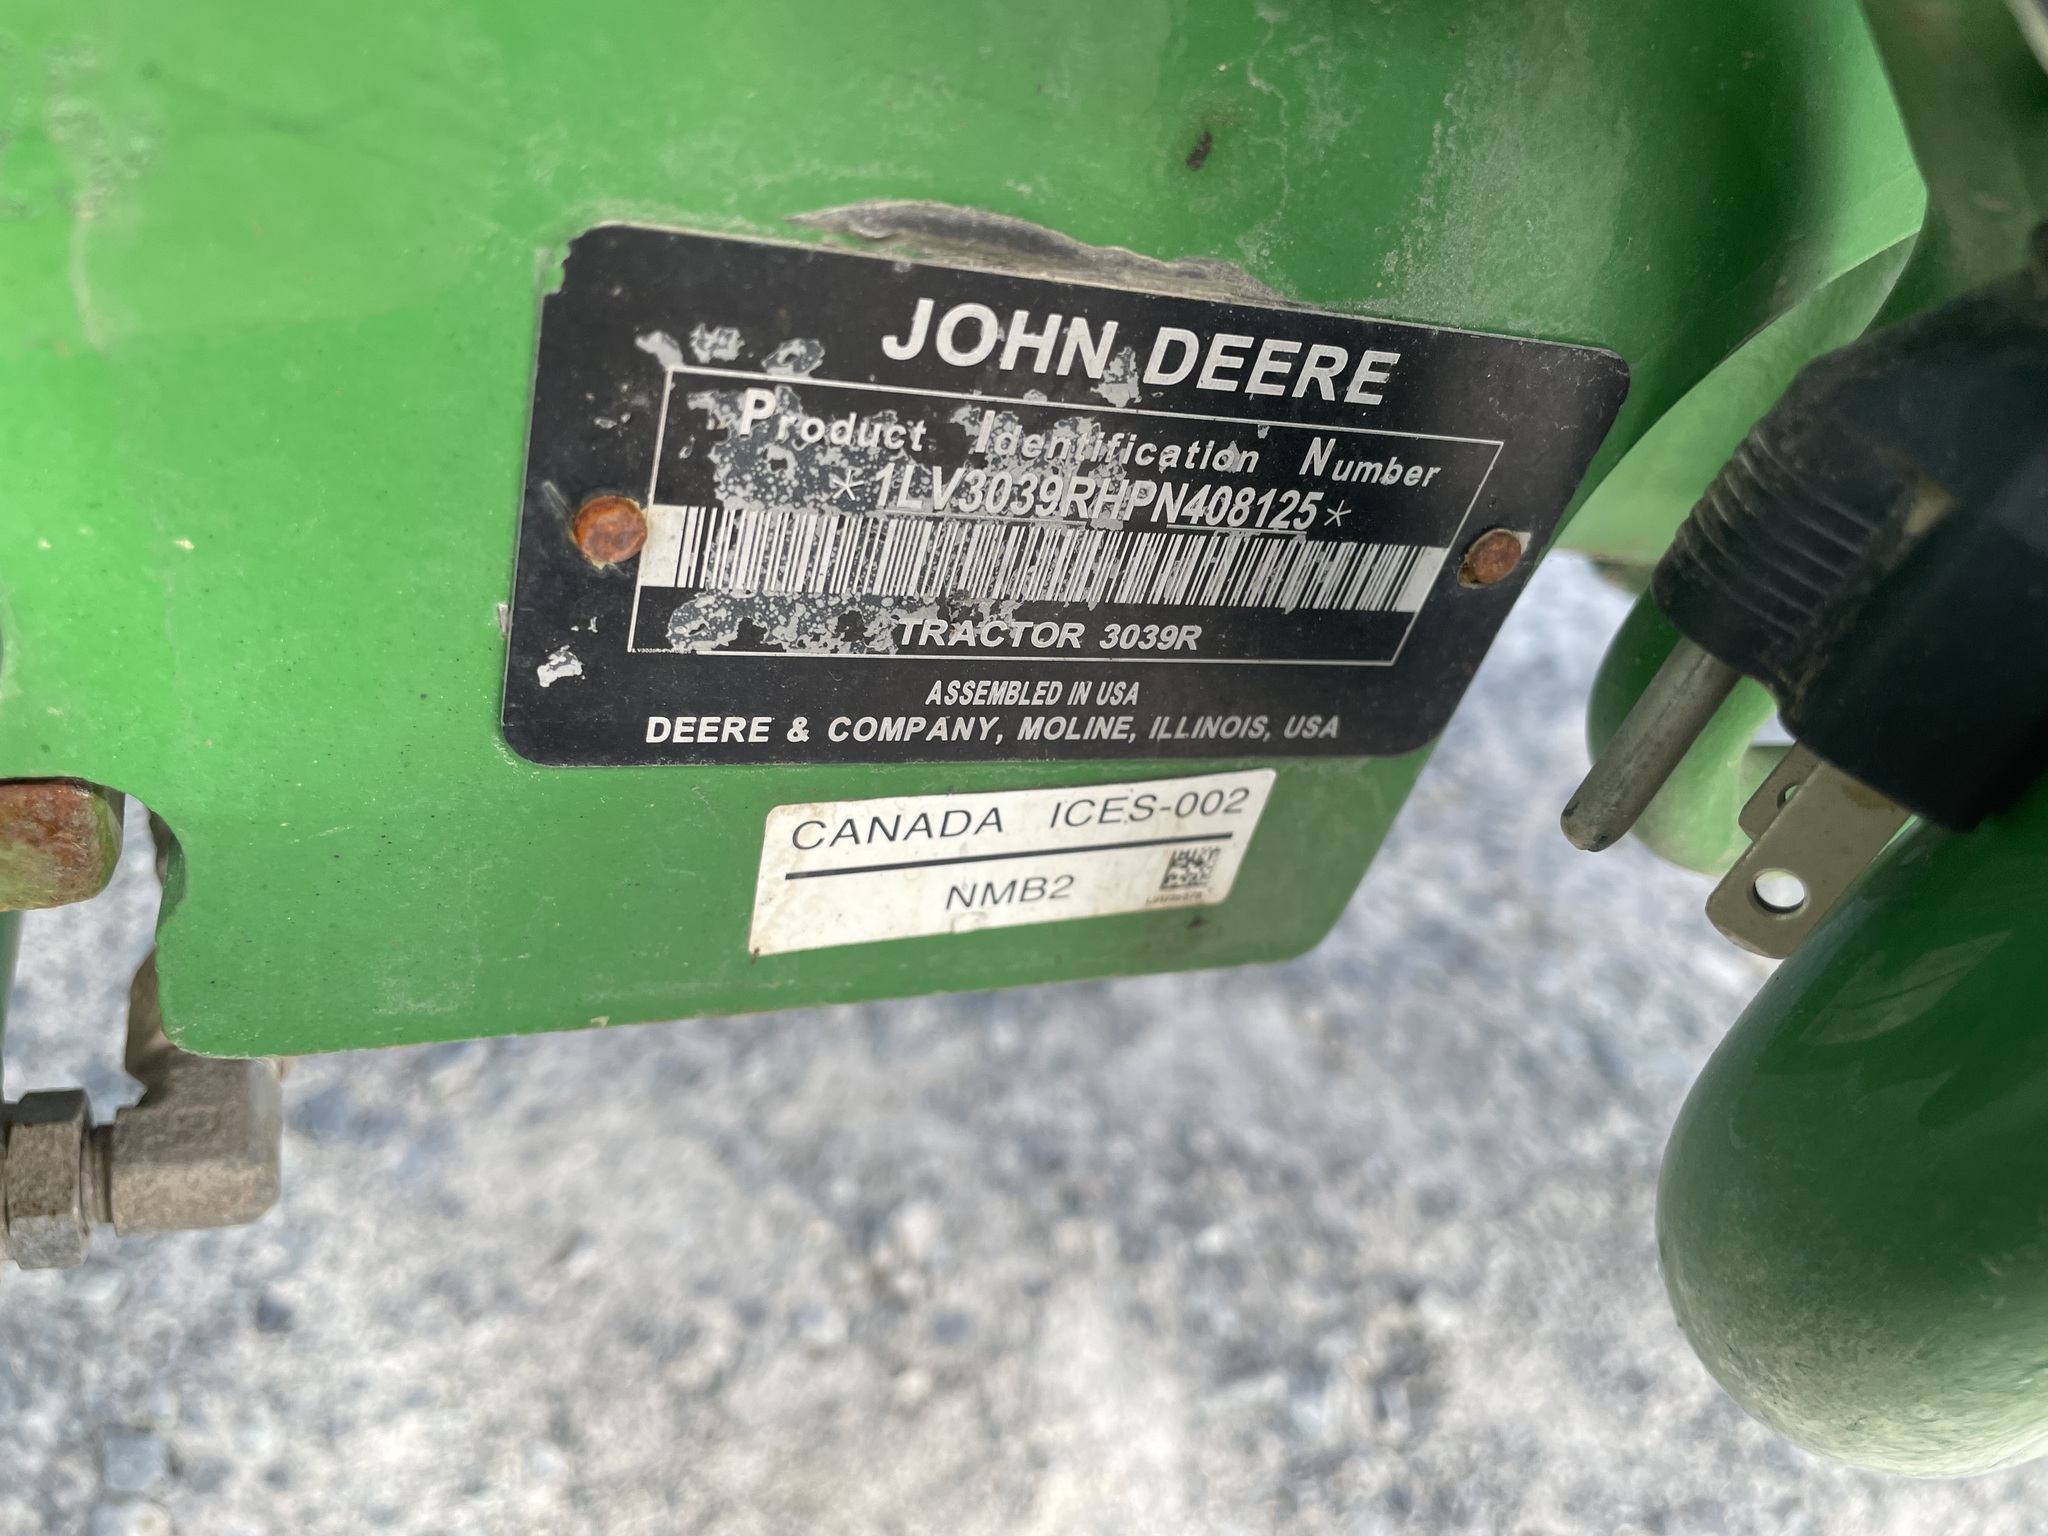 JOHN DEERE
Product Identification Number
*1LV3039RHPN408125*
TRACTOR 3039R
ASSEMBLED IN USA
DEERE & COMPANY, MOLINE, ILLINOIS, USA
CANADA ICES-002
NMB2